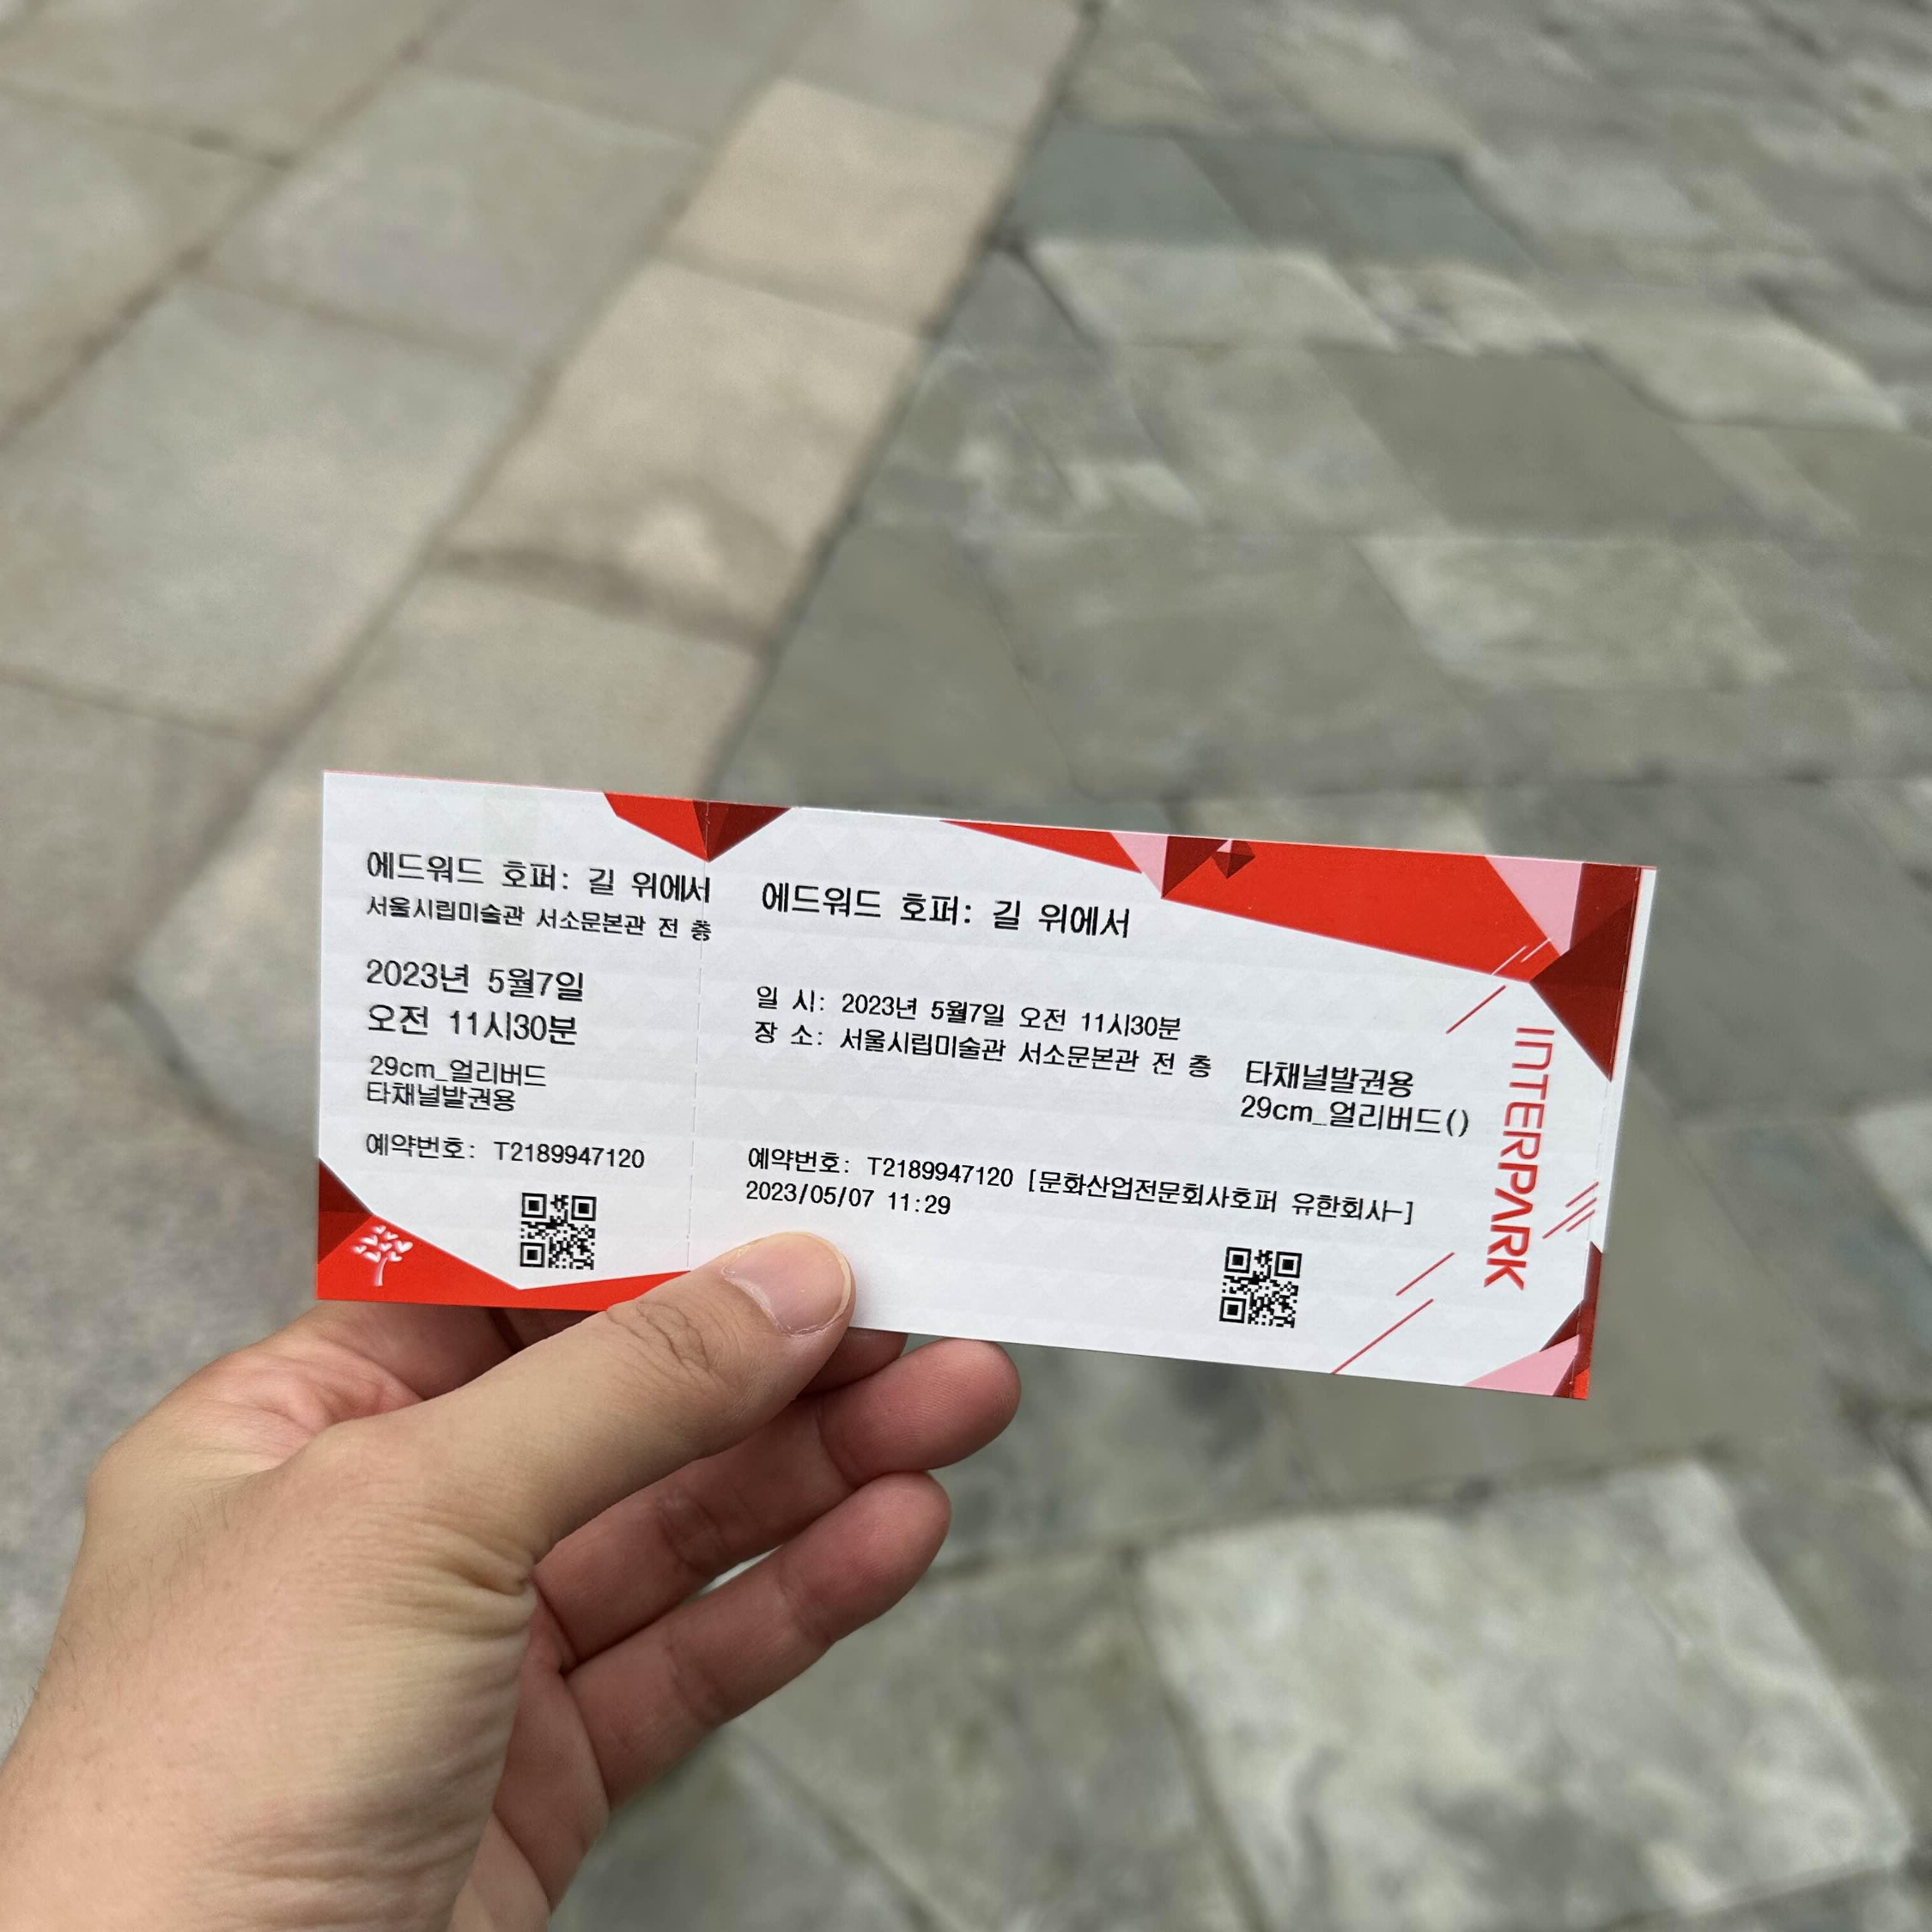 에드워드 호퍼: 길 위에서
서울시립미술관 서소문본관 전 층
2023년 5월7일
오전 11시30분
29cm_얼리버드
타채널발권용
예약번호: T2189947120
에드워드 호퍼: 길 위에서
일 시: 2023년 5월7일 오전 11시30분
장 소: 서울시립미술관 서소문본관 전 층
타채널발권용
29cm_얼리버드()
예약번호: T2189947120 [문화산업전문회사호퍼 유한회사-]
2023/05/07 11:29
INTERPARK